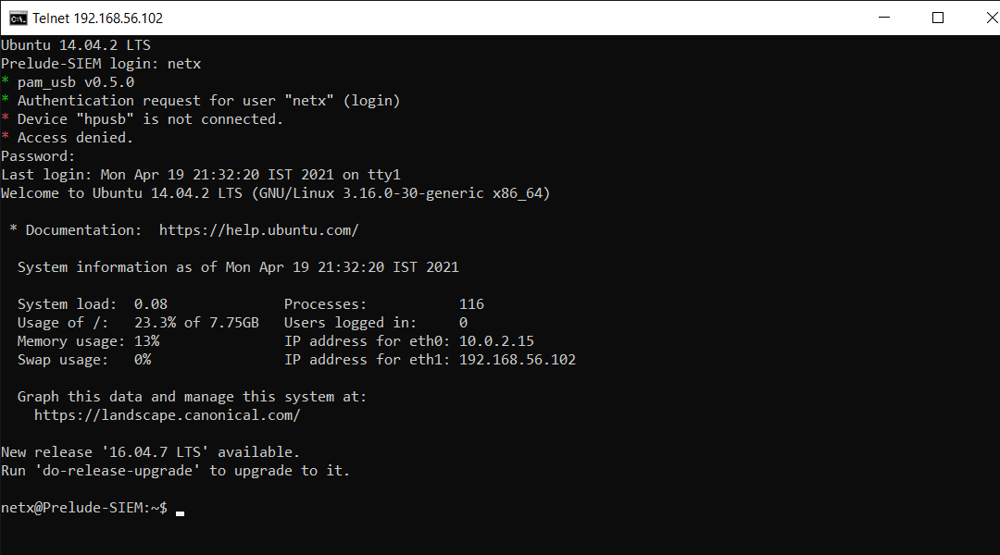 Telnet 192.168.56.102
Ubuntu 14.04.2 LTS
Prelude-SIEM login: netx
* pam_usb v0.5.0
* Authentication request for user "netx" (login)
* Device "hpusb" is not connected.
* Access denied.
Password:
Last login: Mon Apr 19 21:32:20 IST 2021 on tty1
Welcome to Ubuntu 14.04.2 LTS (GNU/Linux 3.16.0-30-generic x86_64)
* Documentation:  https://help.ubuntu.com/
System information as of Mon Apr 19 21:32:20 IST 2021
System load:  0.08              Processes:           116
Usage of /:   23.3% of 7.75GB   Users logged in:     0
Memory usage: 13%               IP address for eth0: 10.0.2.15
Swap usage:   0%                IP address for eth1: 192.168.56.102
Graph this data and manage this system at:
https://landscape.canonical.com/
New release '16.04.7 LTS' available.
Run 'do-release-upgrade' to upgrade to it.
netx@Prelude-SIEM:~$